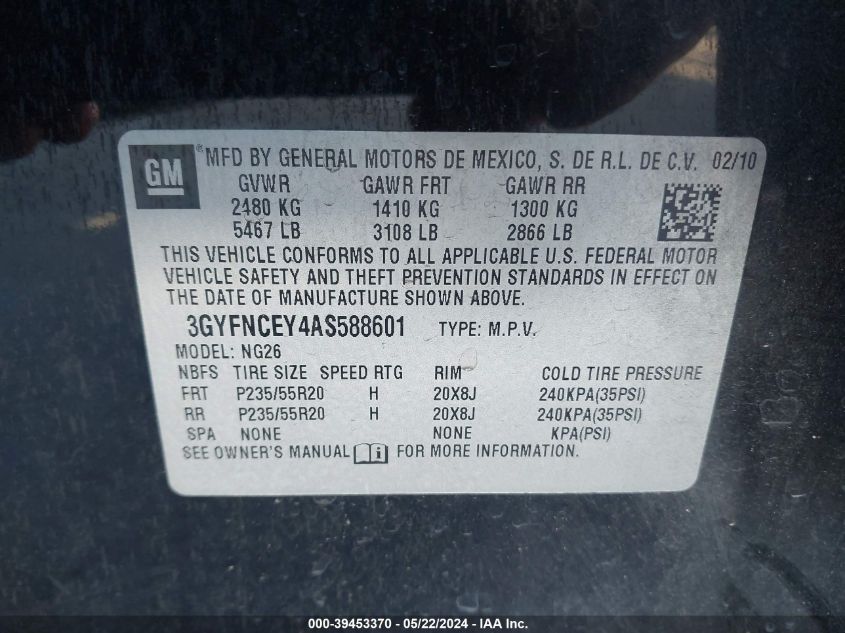 GM ® MFD BY GENERAL MOTORS DE MEXICO, S. DE R.L. DE C.V. 02/10
GVWR GAWR FRT GAWR RR
2480 KG 1410 KG 1300 KG
5467 LB 3108 LB 2866 LB
THIS VEHICLE CONFORMS TO ALL APPLICABLE U.S. FEDERAL MOTOR
VEHICLE SAFETY AND THEFT PREVENTION STANDARDS IN EFFECT ON
THE DATE OF MANUFACTURE SHOWN ABOVE.
3GYFNCEY4AS588601 TYPE: M.P.V.
MODEL: NG26
NBFS TIRE SIZE SPEED RTG RIM COLD TIRE PRESSURE
FRT P235/55R20 H 20X8J 240KPA(35PSI)
RR P235/55R20 H 20X8J 240KPA(35PSI)
SPA NONE NONE KPA(PSI)
SEE OWNER'S MANUAL i FOR MORE INFORMATION.
000-39453370 - 05/22/2024 - IAA Inc.